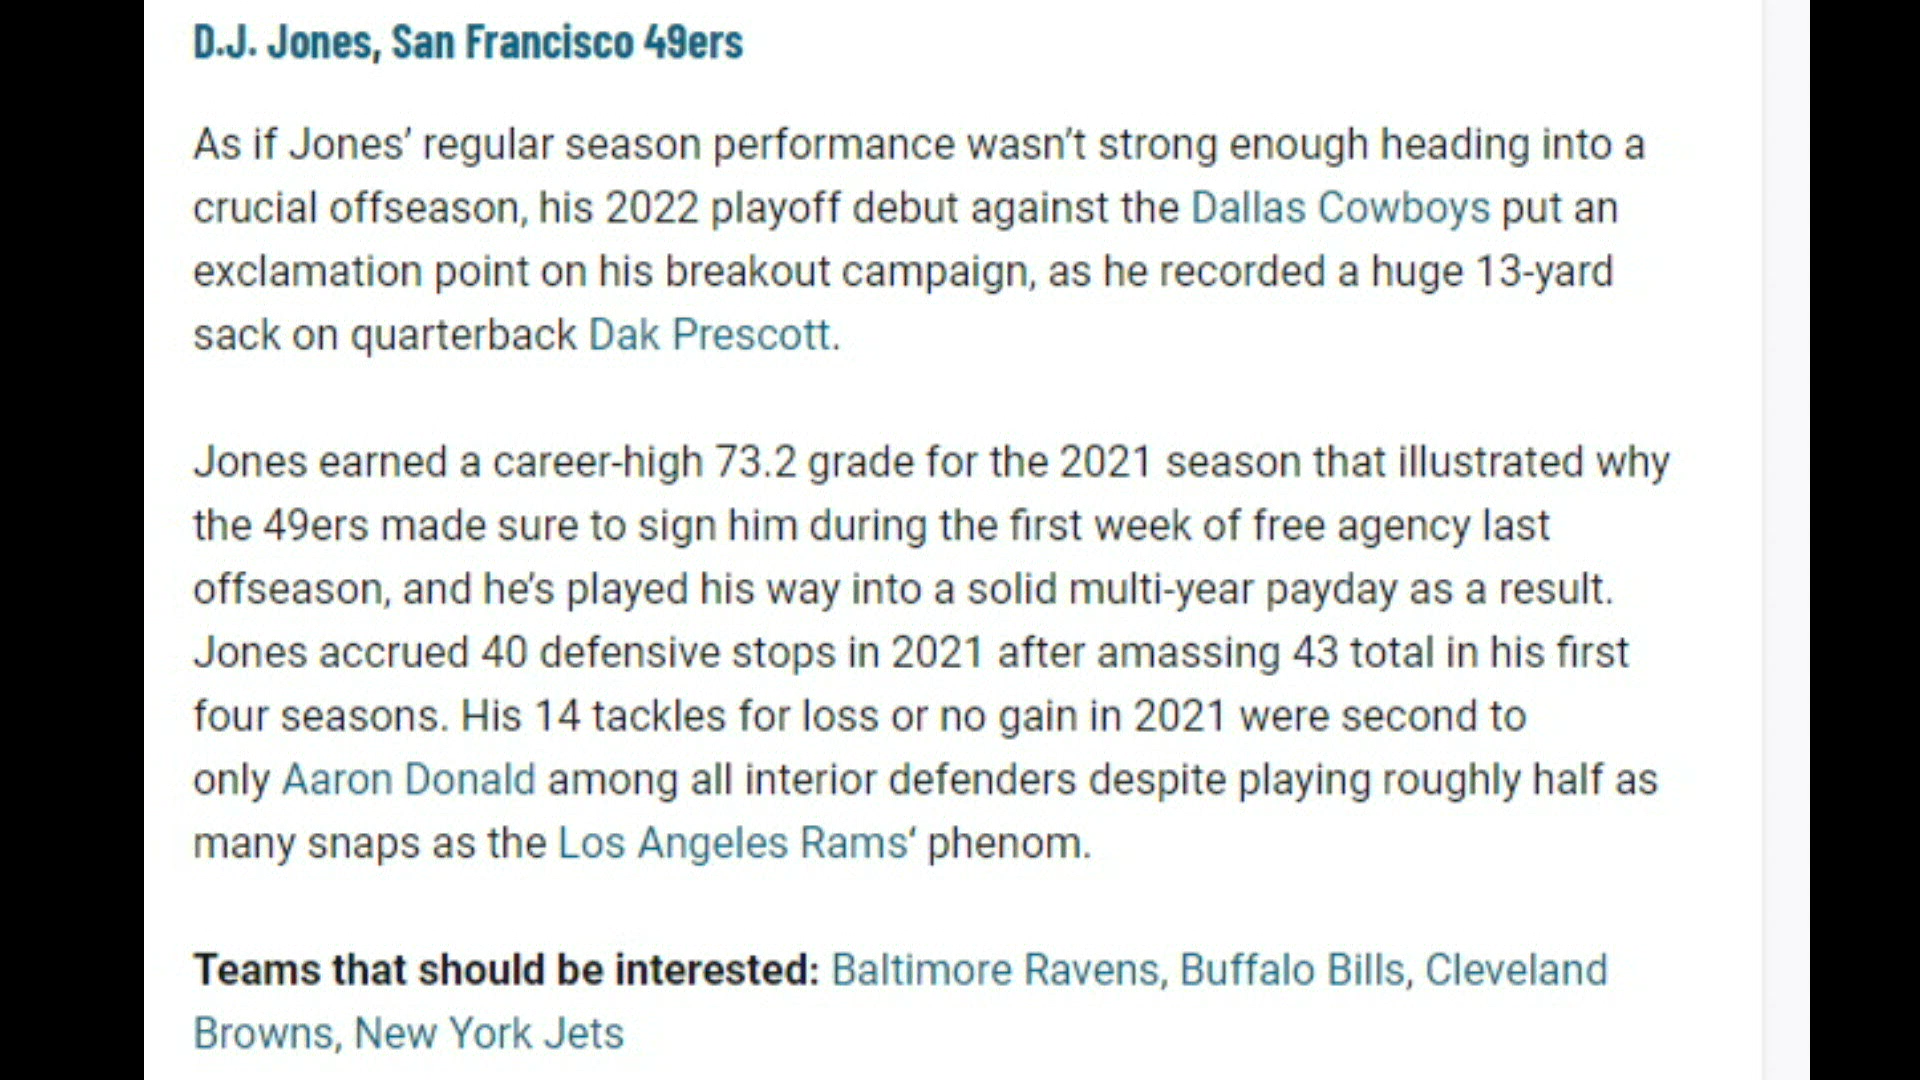 D.J. Jones, San Francisco 49ers
As if Jones’ regular season performance wasn’t strong enough heading into a
crucial offseason, his 2022 playoff debut against the Dallas Cowboys put an
exclamation point on his breakout campaign, as he recorded a huge 13-yard
sack on quarterback Dak Prescott.
Jones earned a career-high 73.2 grade for the 2021 season that illustrated why
the 49ers made sure to sign him during the first week of free agency last
offseason, and he’s played his way into a solid multi-year payday as a result.
Jones accrued 40 defensive stops in 2021 after amassing 43 total in his first
four seasons. His 14 tackles for loss or no gain in 2021 were second to
only Aaron Donald among all interior defenders despite playing roughly half as
many snaps as the Los Angeles Rams‘ phenom.
Teams that should be interested: Baltimore Ravens, Buffalo Bills, Cleveland
Browns, New York Jets